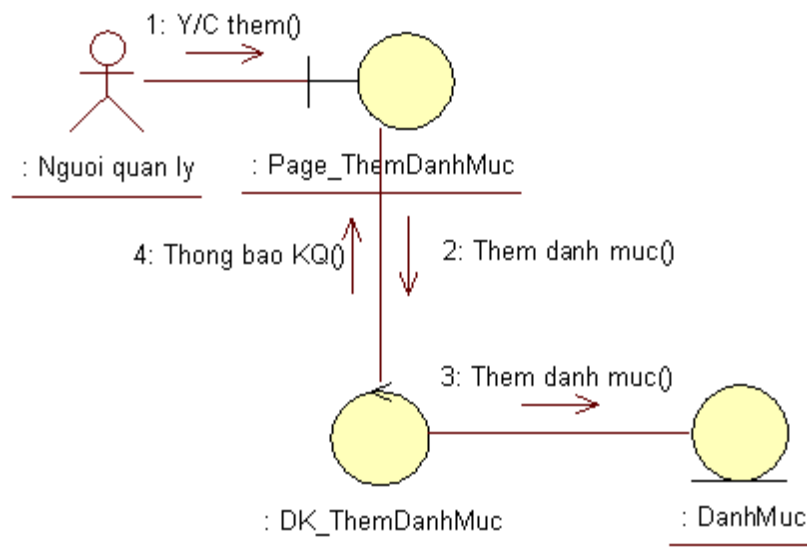 1: Y/C them()
: Nguoi quan ly
: Page_ThemDanhMuc
4: Thong bao KQ()
2: Them danh muc()
3: Them danh muc()
: DK_ThemDanhMuc
: DanhMuc